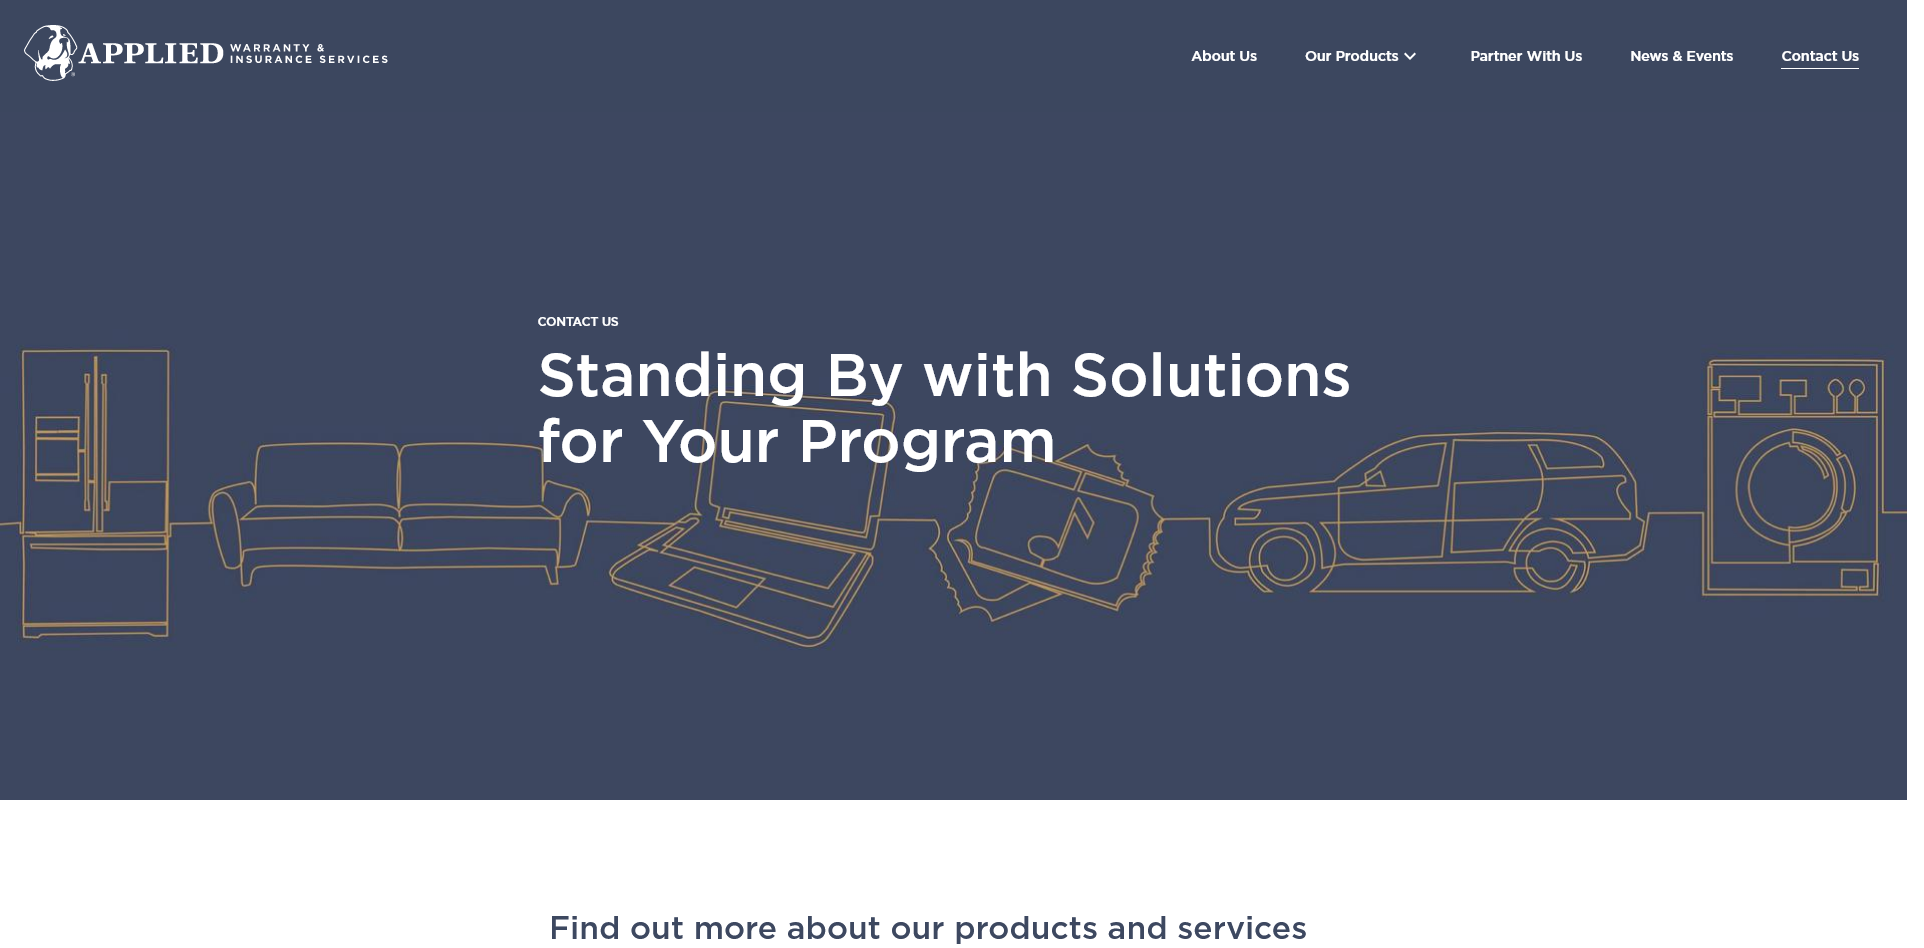 APPLIED WARRANTY &
INSURANCE SERVICES
About Us
Our Products
Partner With Us
News & Events
Contact Us
CONTACT US
Standing By with Solutions
for Your Program
Find out more about our products and services